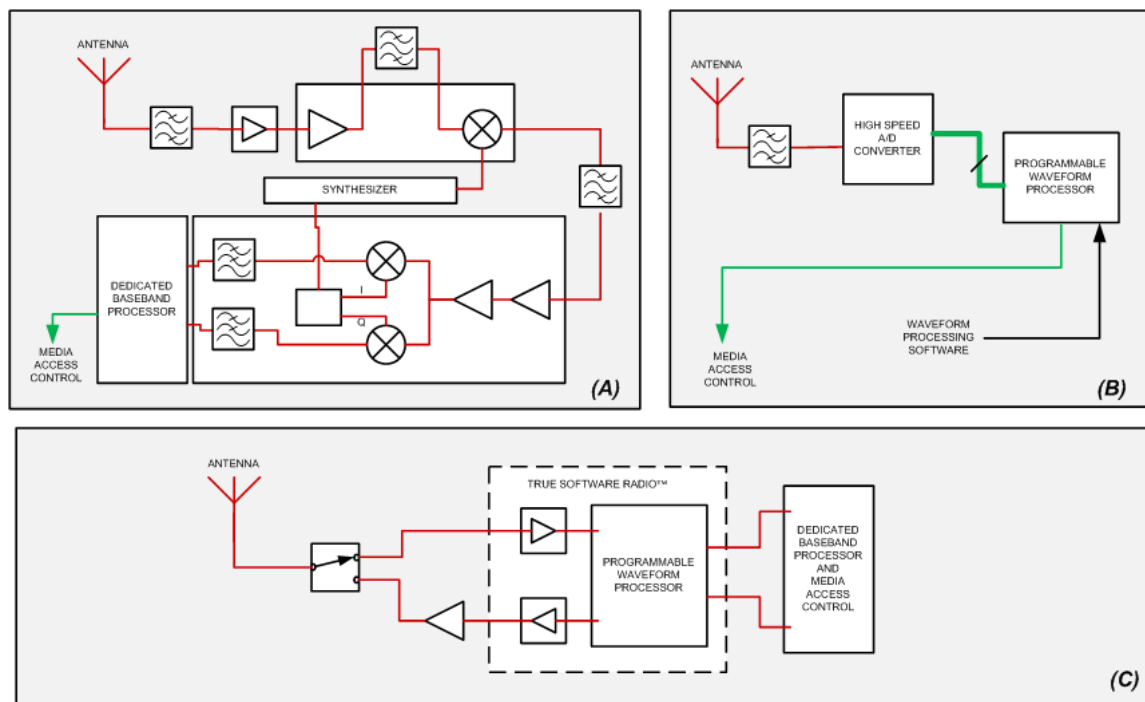 ANTENNA
SYNTHESIZER
DEDICATED
BASEBAND
PROCESSOR
I
Q
MEDIA
ACCESS
CONTROL
(A)
ANTENNA
HIGH SPEED
A/D
CONVERTER
PROGRAMMABLE
WAVEFORM
PROCESSOR
WAVEFORM
PROCESSING
SOFTWARE
MEDIA
ACCESS
CONTROL
(B)
ANTENNA
TRUE SOFTWARE RADIO™
PROGRAMMABLE
WAVEFORM
PROCESSOR
DEDICATED
BASEBAND
PROCESSOR
AND
MEDIA
ACCESS
CONTROL
(C)